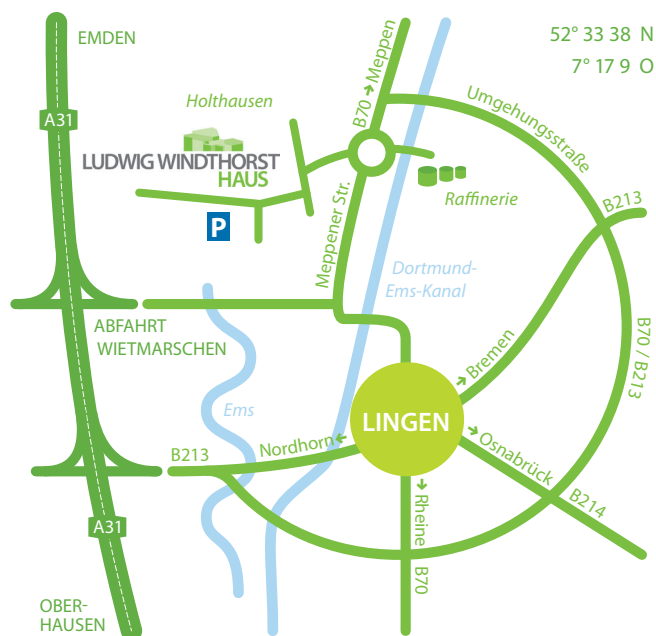 EMDEN
52° 33 38 N
7° 17 9 O
B70 → Meppen
Holthausen
Umgehungsstraße
A31
LUDWIG WINDTHORST
HAUS
Raffinerie
B213
P
Meppener Str.
Dortmund-
Ems-Kanal
ABFAHRT
WIETMARSCHEN
B70 / B213
→ Bremen
Ems
LINGEN
B213
Nordhorn ←
→ Osnabrück
B214
→ Rheine
B70
A31
OBER-
HAUSEN